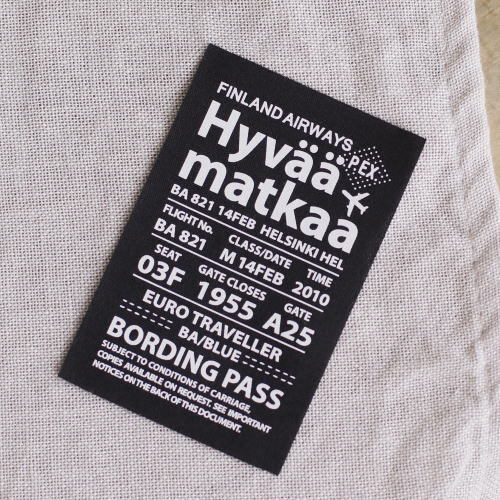 FINLAND AIRWAYS
Hyvää
PEX
matkaa
BA 821 14FEB HELSINKI HEL
FLIGHT No. CLASS/DATE TIME
BA 821 M 14FEB 2010
SEAT GATE CLOSES GATE
03F 1955 A25
EURO TRAVELLER
BA/BLUE
BORDING PASS
SUBJECT TO CONDITIONS OF CARRIAGE,
COPIES AVAILABLE ON REQUEST. SEE IMPORTANT
NOTICES ON THE BACK OF THIS DOCUMENT.